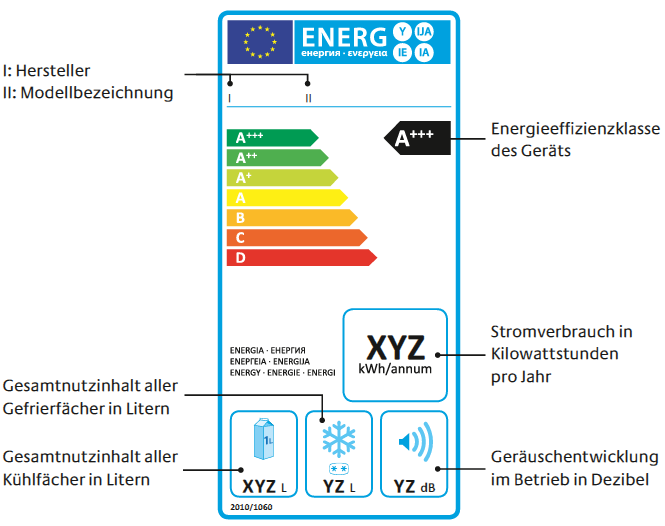 ENERG Y IJA
енергия · ενεργεια IE IA
I: Hersteller
II: Modellbezeichnung
I II
A+++
A++
A+
A
B
C
D
A+++
Energieeffizienzklasse
des Geräts
XYZ
kWh/annum
Stromverbrauch in
Kilowattstunden
pro Jahr
ENERGIA · ЕНЕРГИЯ
ΕΝΕΡΓΕΙΑ · ENERGIJA
ENERGY · ENERGIE · ENERGI
Gesamtnutzinhalt aller
Gefrierfächer in Litern
Gesamtnutzinhalt aller
Kühlfächer in Litern
1L
XYZ L
YZ L
YZ dB
Geräuschentwicklung
im Betrieb in Dezibel
2010/1060